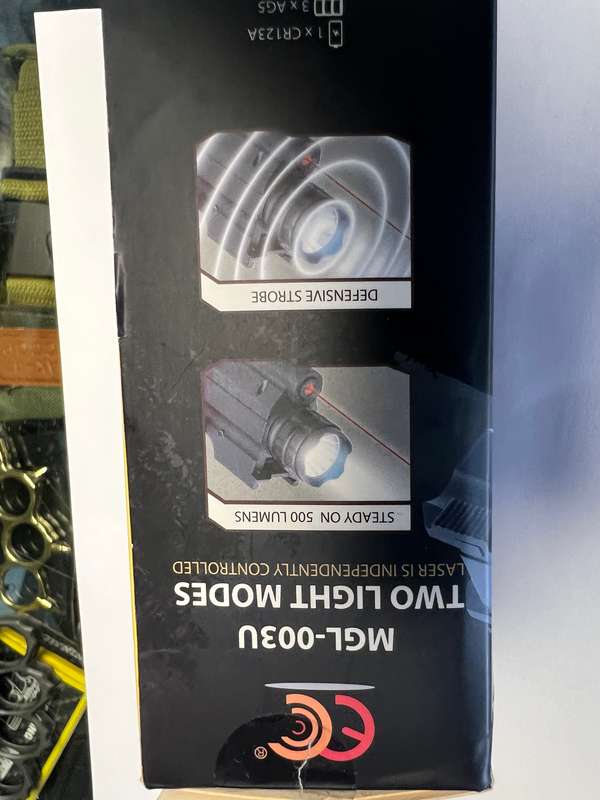 ®
MGL-003U
TWO LIGHT MODES
LASER IS INDEPENDENTLY CONTROLLED
STEADY ON 500 LUMENS
DEFENSIVE STROBE
1 x CR123A
3 x AG5